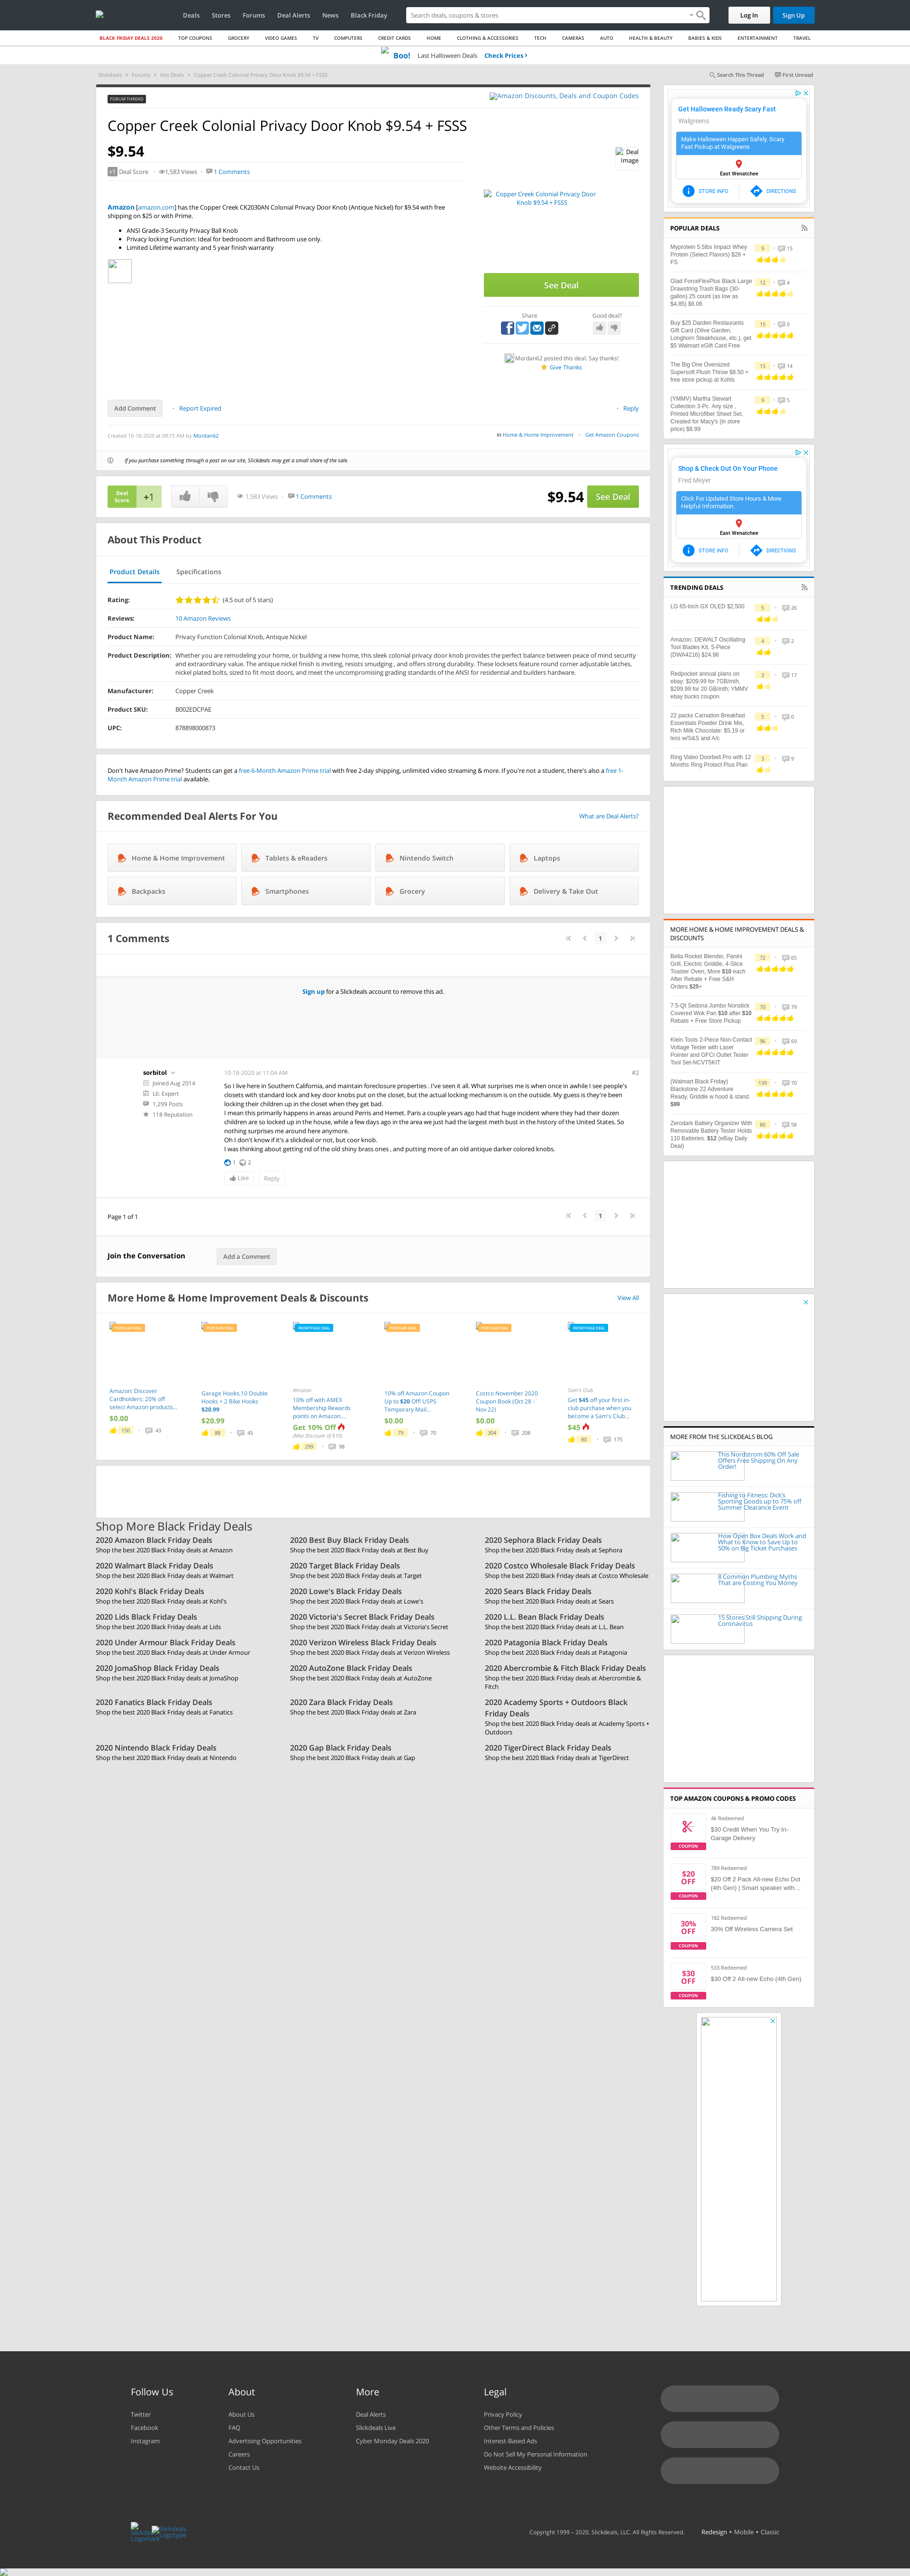 Deals Stores Forums Deal Alerts News Black Friday
Search deals, coupons & stores
Log In
Sign Up
BLACK FRIDAY DEALS 2020 TOP COUPONS GROCERY VIDEO GAMES TV COMPUTERS CREDIT CARDS HOME CLOTHING & ACCESSORIES TECH CAMERAS AUTO HEALTH & BEAUTY BABIES & KIDS ENTERTAINMENT TRAVEL
Boo! Last Halloween Deals Check Prices
Slickdeals Forums Hot Deals Copper Creek Colonial Privacy Door Knob $9.54 + FSSS
Search This Thread First Unread
FORUM THREAD
Amazon Discounts, Deals and Coupon Codes
Copper Creek Colonial Privacy Door Knob $9.54 + FSSS
$9.54
Deal Image
+1 Deal Score 1,583 Views 1 Comments
Amazon [amazon.com] has the Copper Creek CK2030AN Colonial Privacy Door Knob (Antique Nickel) for $9.54 with free
shipping on $25 or with Prime.
ANSI Grade-3 Security Privacy Ball Knob
Privacy locking Function: Ideal for bedrooom and Bathroom use only.
Limited Lifetime warranty and 5 year finish warranty
Copper Creek Colonial Privacy Door
Knob $9.54 + FSSS
See Deal
Share
Good deal?
Mordan62 posted this deal. Say thanks!
Give Thanks
Add Comment
Report Expired
Reply
Created 10-18-2020 at 09:15 AM by Mordan62
in Home & Home Improvement
Get Amazon Coupons
If you purchase something through a post on our site, Slickdeals may get a small share of the sale.
Deal Score +1
1,583 Views 1 Comments
$9.54
See Deal
About This Product
Product Details Specifications
Rating: (4.5 out of 5 stars)
Reviews: 10 Amazon Reviews
Product Name: Privacy Function Colonial Knob, Antique Nickel
Product Description: Whether you are remodeling your home, or building a new home, this sleek colonial privacy door knob provides the perfect balance between peace of mind security
and extraordinary value. The antique nickel finish is inviting, resists smudging , and offers strong durability. Theese locksets feature round corner adjustable latches,
nickel plated bolts, sized to fit most doors, and meet or exceed the comprehensive grading standards of the ANSI for residential and builders hardware.
Manufacturer: Copper Creek
Product SKU: B002EDCPAE
UPC: 878898000873
Don't have Amazon Prime? Students can get a free 6-Month Amazon Prime trial with free 2-day shipping, unlimited video streaming & more. If you're not a student, there's also a free 1-
Month Amazon Prime trial available.
Recommended Deal Alerts For You
What are Deal Alerts?
Home & Home Improvement Tablets & eReaders Nintendo Switch Laptops
Backpacks Smartphones Grocery Delivery & Take Out
1 Comments
1
Sign up for a Slickdeals account to remove this ad.
sorbitol
Joined Aug 2014
L6: Expert
1,299 Posts
118 Reputation
10-18-2020 at 11:04 AM
#2
So I live here in Southern California, and maintain foreclosure properties . I've seen it all. What surprises me is when once in awhile I see people's
closets with standard lock and key door knobs put on the closet, but the actual locking mechanism is on the outside. My guess is they're been
locking their children up in the closet when they get bad.
I mean this primarily happens in around Perris and Hemet. Paris a couple years ago had that huge incident where they had their dozen
children are so locked up in the house, while a few days ago in the area we just had the largest meth bust in the history of the United States. So
nothing surprises me around here anymore.
Oh I don't know if it's a slickdeal or not, but door knob.
I was thinking about getting rid of the old shiny brass ones , and putting more of an old antique darker colored knobs.
1 2
Like
Reply
Page 1 of 1
1
Join the Conversation
Add a Comment
More Home & Home Improvement Deals & Discounts
View All
POPULAR DEAL
Amazon: Discover
Cardholders: 20% off
select Amazon products...
$0.00
150 43
POPULAR DEAL
Garage Hooks,10 Double
Hooks + 2 Bike Hooks
$20.99
$20.99
88 45
FRONTPAGE DEAL
Amazon
10% off with AMEX
Membership Rewards
points on Amazon....
Get 10% Off
(Max Discount of $15)
299 98
POPULAR DEAL
10% off Amazon Coupon
Up to $20 Off! USPS
Temporary Mail...
$0.00
79 70
POPULAR DEAL
Costco November 2020
Coupon Book (Oct 28 -
Nov 22)
$0.00
304 208
FRONTPAGE DEAL
Sam's Club
Get $45 off your first in-
club purchase when you
become a Sam's Club...
$45
80 175
Shop More Black Friday Deals
2020 Amazon Black Friday Deals
Shop the best 2020 Black Friday deals at Amazon
2020 Best Buy Black Friday Deals
Shop the best 2020 Black Friday deals at Best Buy
2020 Sephora Black Friday Deals
Shop the best 2020 Black Friday deals at Sephora
2020 Walmart Black Friday Deals
Shop the best 2020 Black Friday deals at Walmart
2020 Target Black Friday Deals
Shop the best 2020 Black Friday deals at Target
2020 Costco Wholesale Black Friday Deals
Shop the best 2020 Black Friday deals at Costco Wholesale
2020 Kohl's Black Friday Deals
Shop the best 2020 Black Friday deals at Kohl's
2020 Lowe's Black Friday Deals
Shop the best 2020 Black Friday deals at Lowe's
2020 Sears Black Friday Deals
Shop the best 2020 Black Friday deals at Sears
2020 Lids Black Friday Deals
Shop the best 2020 Black Friday deals at Lids
2020 Victoria's Secret Black Friday Deals
Shop the best 2020 Black Friday deals at Victoria's Secret
2020 L.L. Bean Black Friday Deals
Shop the best 2020 Black Friday deals at L.L. Bean
2020 Under Armour Black Friday Deals
Shop the best 2020 Black Friday deals at Under Armour
2020 Verizon Wireless Black Friday Deals
Shop the best 2020 Black Friday deals at Verizon Wireless
2020 Patagonia Black Friday Deals
Shop the best 2020 Black Friday deals at Patagonia
2020 JomaShop Black Friday Deals
Shop the best 2020 Black Friday deals at JomaShop
2020 AutoZone Black Friday Deals
Shop the best 2020 Black Friday deals at AutoZone
2020 Abercrombie & Fitch Black Friday Deals
Shop the best 2020 Black Friday deals at Abercrombie &
Fitch
2020 Fanatics Black Friday Deals
Shop the best 2020 Black Friday deals at Fanatics
2020 Zara Black Friday Deals
Shop the best 2020 Black Friday deals at Zara
2020 Academy Sports + Outdoors Black
Friday Deals
Shop the best 2020 Black Friday deals at Academy Sports +
Outdoors
2020 Nintendo Black Friday Deals
Shop the best 2020 Black Friday deals at Nintendo
2020 Gap Black Friday Deals
Shop the best 2020 Black Friday deals at Gap
2020 TigerDirect Black Friday Deals
Shop the best 2020 Black Friday deals at TigerDirect
Get Halloween Ready Scary Fast
Walgreens
Make Halloween Happen Safely. Scary
Fast Pickup at Walgreens
East Wenatchee
STORE INFO DIRECTIONS
POPULAR DEALS
Myprotein 5.5lbs Impact Whey
Protein (Select Flavors) $28 +
FS
9 15
Glad ForceFlexPlus Black Large
Drawstring Trash Bags (30-
gallon) 25 count (as low as
$4.85) $6.06
12 4
Buy $25 Darden Restaurants
Gift Card (Olive Garden,
Longhorn Steakhouse, etc.), get
$5 Walmart eGift Card Free
15 0
The Big One Oversized
Supersoft Plush Throw $8.50 +
free store pickup at Kohls
15 14
(YMMV) Martha Stewart
Collection 3-Pc. Any size ,
Printed Microfiber Sheet Set,
Created for Macy's (in store
price) $8.99
9 5
Shop & Check Out On Your Phone
Fred Meyer
Click For Updated Store Hours & More
Helpful Information.
East Wenatchee
STORE INFO DIRECTIONS
TRENDING DEALS
LG 65-Inch GX OLED $2,500
5 26
Amazon: DEWALT Oscillating
Tool Blades Kit, 5-Piece
(DWA4216) $24.98
4 2
Redpocket annual plans on
ebay; $209.99 for 7GB/mth,
$299.99 for 20 GB/mth; YMMV
ebay bucks coupon
3 17
22 packs Carnation Breakfast
Essentials Powder Drink Mix,
Rich Milk Chocolate: $5.19 or
less w/S&S and A/c
5 0
Ring Video Doorbell Pro with 12
Months Ring Protect Plus Plan
3 9
MORE HOME & HOME IMPROVEMENT DEALS &
DISCOUNTS
Bella Rocket Blender, Panini
Grill, Electric Griddle, 4-Slice
Toaster Oven, More $10 each
After Rebate + Free S&H
Orders $25+
72 65
7.5-Qt Sedona Jumbo Nonstick
Covered Wok Pan $10 after $10
Rebate + Free Store Pickup
70 79
Klein Tools 2-Piece Non-Contact
Voltage Tester with Laser
Pointer and GFCI Outlet Tester
Tool Set-NCVT5KIT
96 69
(Walmart Black Friday)
Blackstone 22 Adventure
Ready, Griddle w hood & stand.
$99
139 70
Zerodark Battery Organizer With
Removable Battery Tester Holds
110 Batteries. $12 (eBay Daily
Deal)
80 58
MORE FROM THE SLICKDEALS BLOG
This Nordstrom 60% Off Sale
Offers Free Shipping On Any
Order!
Fishing to Fitness: Dick's
Sporting Goods up to 75% off
Summer Clearance Event
How Open Box Deals Work and
What to Know to Save Up to
50% on Big Ticket Purchases
8 Common Plumbing Myths
That are Costing You Money
15 Stores Still Shipping During
Coronavirus
TOP AMAZON COUPONS & PROMO CODES
COUPON
4k Redeemed
$30 Credit When You Try In-
Garage Delivery
$20 OFF
COUPON
789 Redeemed
$20 Off 2 Pack All-new Echo Dot
(4th Gen) | Smart speaker with...
30% OFF
COUPON
182 Redeemed
30% Off Wireless Camera Set
$30 OFF
COUPON
533 Redeemed
$30 Off 2 All-new Echo (4th Gen)
Follow Us
Twitter
Facebook
Instagram
About
About Us
FAQ
Advertising Opportunities
Careers
Contact Us
More
Deal Alerts
Slickdeals Live
Cyber Monday Deals 2020
Legal
Privacy Policy
Other Terms and Policies
Interest-Based Ads
Do Not Sell My Personal Information
Website Accessibility
Slickdeals Logomark
Slickdeals Logotype
Copyright 1999 – 2020. Slickdeals, LLC. All Rights Reserved.
Redesign • Mobile • Classic